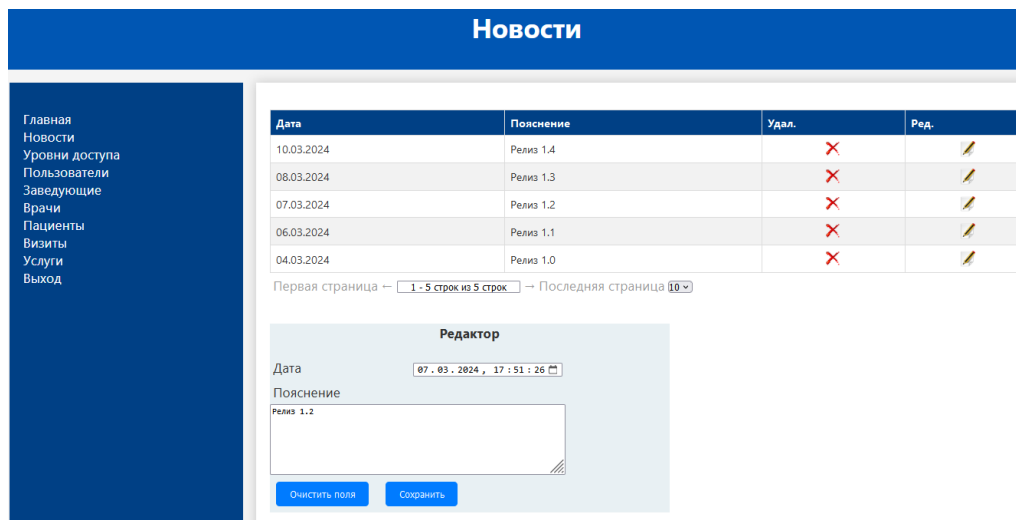 Новости
Главная
Новости
Уровни доступа
Пользователи
Заведующие
Врачи
Пациенты
Визиты
Услуги
Выход
Дата Пояснение Удал. Ред.
10.03.2024 Релиз 1.4
08.03.2024 Релиз 1.3
07.03.2024 Релиз 1.2
06.03.2024 Релиз 1.1
04.03.2024 Релиз 1.0
Первая страница ← 1 - 5 строк из 5 строк → Последняя страница 10
Редактор
Дата 07.03.2024, 17:51:26
Пояснение
Релиз 1.2
Очистить поля Сохранить